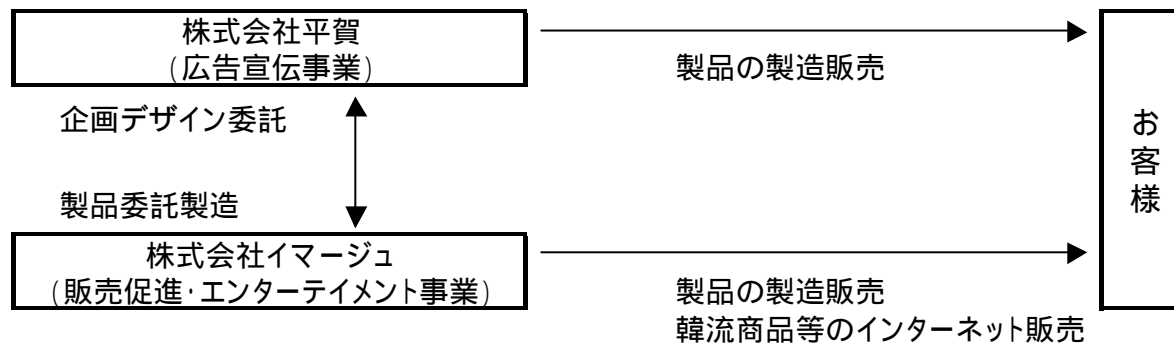 株式会社平賀
（広告宣伝事業）
製品の製造販売
企画デザイン委託
製品委託製造
お客様
株式会社イマージュ
（販売促進・エンターテイメント事業）
製品の製造販売
韓流商品等のインターネット販売